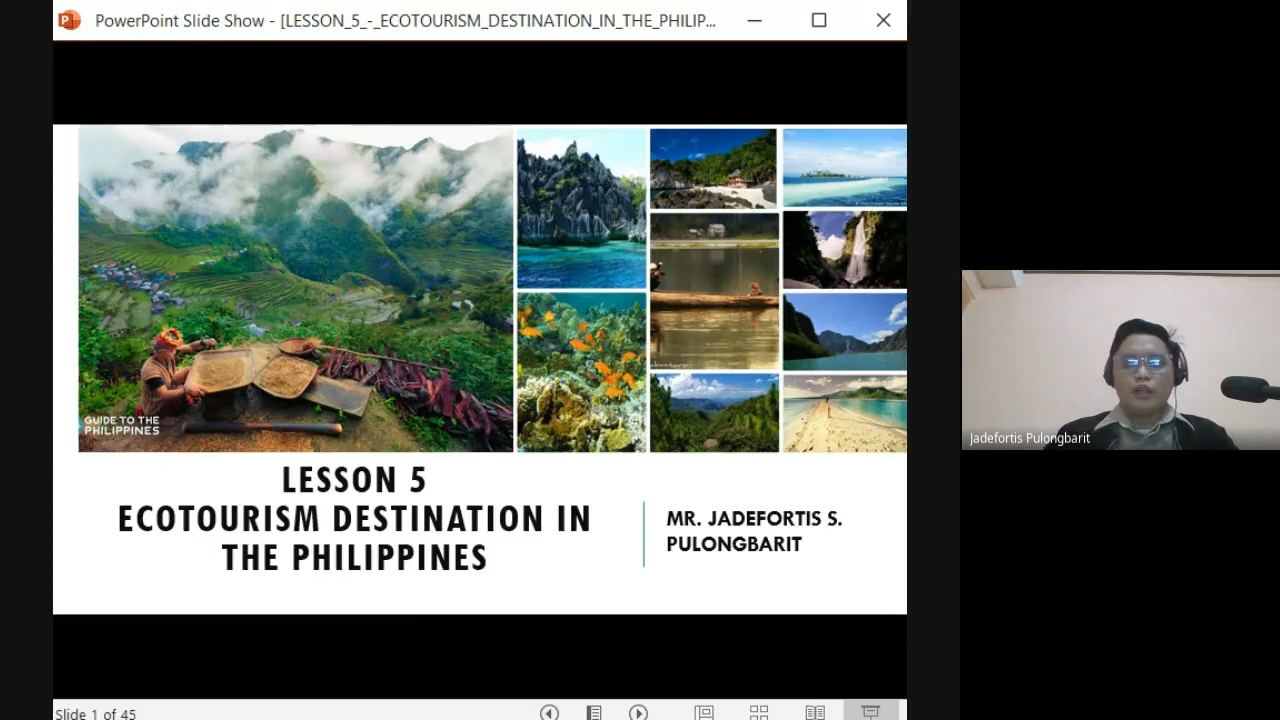 PowerPoint Slide Show - [LESSON_5_-_ECOTOURISM_DESTINATION_IN_THE_PHILIP...
GUIDE TO THE
PHILIPPINES
LESSON 5
ECOTOURISM DESTINATION IN
THE PHILIPPINES
MR. JADEFORTIS S.
PULONGBARIT
Jadefortis Pulongbarit
Slide 1 of 45